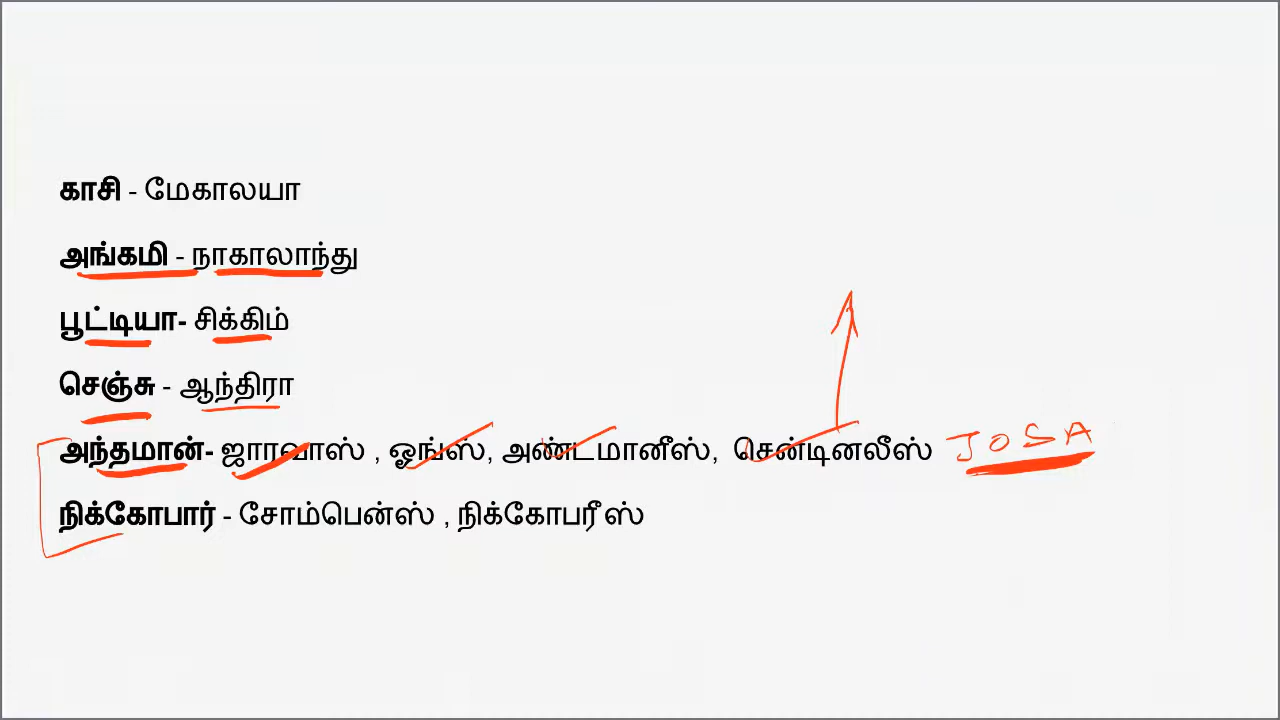 காசி - மேகாலயா
அங்கமி - நாகாலாந்து
பூட்டியா- சிக்கிம்
செஞ்சு - ஆந்திரா
அந்தமான்- ஜாரவாஸ் , ஓங்ஸ், அண்டமானீஸ், சென்டினலீஸ் JOSA
நிக்கோபார் - சோம்பென்ஸ் , நிக்கோபரீஸ்